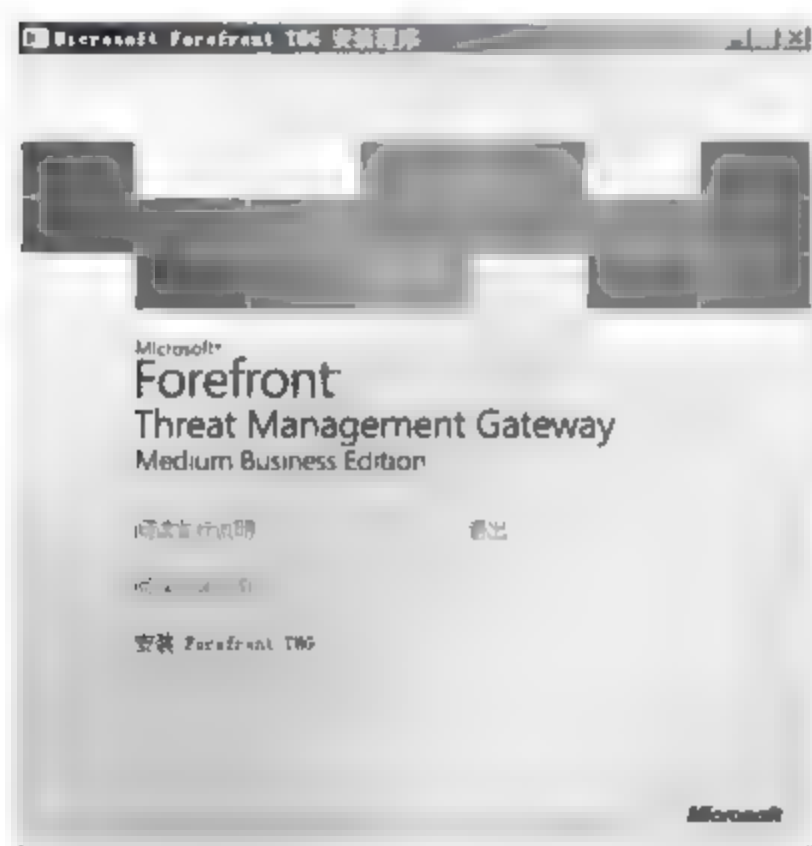 Microsoft Forefront TMG 安装程序
Microsoft
Forefront
Threat Management Gateway
Medium Business Edition
退出
安装 Forefront TMG
Microsoft